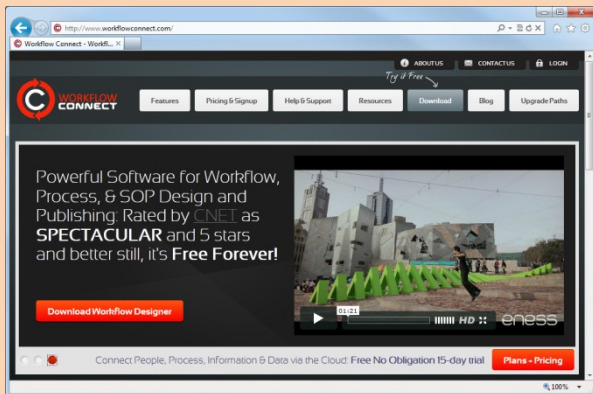 http://www.workflowconnect.com/
Workflow Connect - Workfl...
ABOUT US
CONTACT US
LOGIN
Try it Free
WORKFLOW
CONNECT
Features
Pricing & Signup
Help & Support
Resources
Download
Blog
Upgrade Paths
Powerful Software for Workflow,
Process, & SOP Design and
Publishing: Rated by CNET as
SPECTACULAR and 5 stars
and better still, it's Free Forever!
Download Workflow Designer
01:21
HD
eness
Connect People, Process, Information & Data via the Cloud: Free No Obligation 15-day trial
Plans - Pricing
100%